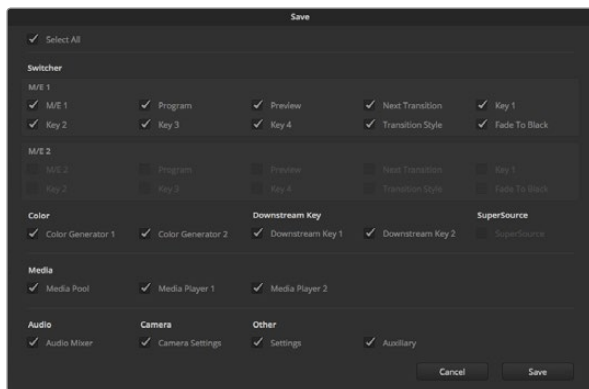 Save
Select All
Switcher
M/E 1
M/E 1 Program Preview Next Transition Key 1
Key 2 Key 3 Key 4 Transition Style Fade To Black
M/E 2
M/E 2 Program Preview Next Transition Key 1
Key 2 Key 3 Key 4 Transition Style Fade To Black
Color Downstream Key SuperSource
Color Generator 1 Color Generator 2 Downstream Key 1 Downstream Key 2 SuperSource
Media
Media Pool Media Player 1 Media Player 2
Audio Camera Other
Audio Mixer Camera Settings Settings Auxiliary
Cancel Save